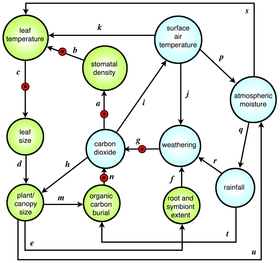 s
leaf
temperature
k
surface
air
temperature
b
stomatal
density
p
c
a
i
j
atmospheric
moisture
leaf
size
carbon
dioxide
g
weathering
q
d
h
r
n
f
plant/
canopy
size
m
organic
carbon
burial
root and
symbiont
extent
rainfall
e
t
u